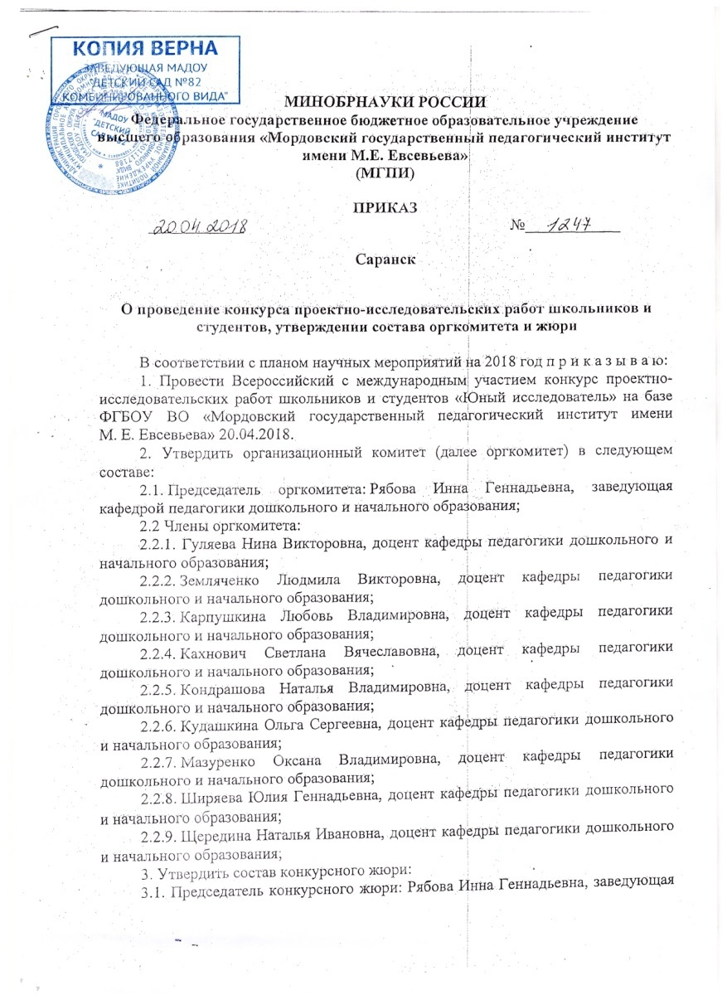 КОПИЯ ВЕРНА
ЗАВЕДУЮЩАЯ МАДОУ
"ДЕТСКИЙ САД №82
КОМБИНИРОВАННОГО ВИДА"
МАДОУ
"ДЕТСКИЙ
САД №82
МИНОБРНАУКИ РОССИИ
Федеральное государственное бюджетное образовательное учреждение
высшего образования «Мордовский государственный педагогический институт
имени М.Е. Евсевьева»
(МГПИ)
ПРИКАЗ
20.04.2018 № 1247
Саранск
О проведение конкурса проектно-исследовательских работ школьников и
студентов, утверждении состава оргкомитета и жюри
В соответствии с планом научных мероприятий на 2018 год п р и к а з ы в а ю:
1. Провести Всероссийский с международным участием конкурс проектно-
исследовательских работ школьников и студентов «Юный исследователь» на базе
ФГБОУ ВО «Мордовский государственный педагогический институт имени
М. Е. Евсевьева» 20.04.2018.
2. Утвердить организационный комитет (далее оргкомитет) в следующем
составе:
2.1. Председатель оргкомитета: Рябова Инна Геннадьевна, заведующая
кафедрой педагогики дошкольного и начального образования;
2.2 Члены оргкомитета:
2.2.1. Гуляева Нина Викторовна, доцент кафедры педагогики дошкольного и
начального образования;
2.2.2. Земляченко Людмила Викторовна, доцент кафедры педагогики
дошкольного и начального образования;
2.2.3. Карпушкина Любовь Владимировна, доцент кафедры педагогики
дошкольного и начального образования;
2.2.4. Кахнович Светлана Вячеславовна, доцент кафедры педагогики
дошкольного и начального образования;
2.2.5. Кондрашова Наталья Владимировна, доцент кафедры педагогики
дошкольного и начального образования;
2.2.6. Кудашкина Ольга Сергеевна, доцент кафедры педагогики дошкольного
и начального образования;
2.2.7. Мазуренко Оксана Владимировна, доцент кафедры педагогики
дошкольного и начального образования;
2.2.8. Ширяева Юлия Геннадьевна, доцент кафедры педагогики дошкольного
и начального образования;
2.2.9. Щередина Наталья Ивановна, доцент кафедры педагогики дошкольного
и начального образования;
3. Утвердить состав конкурсного жюри:
3.1. Председатель конкурсного жюри: Рябова Инна Геннадьевна, заведующая